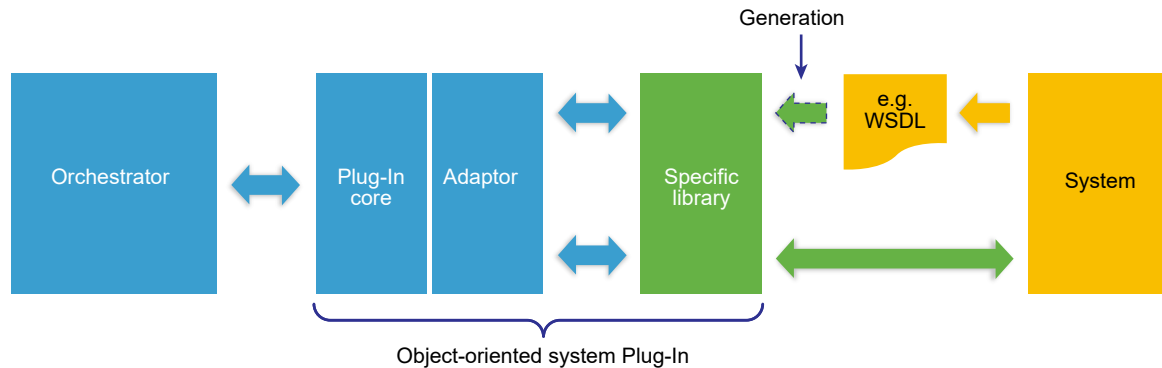 Generation
Orchestrator
Plug-In
core
Adaptor
Specific
library
e.g.
WSDL
System
Object-oriented system Plug-In